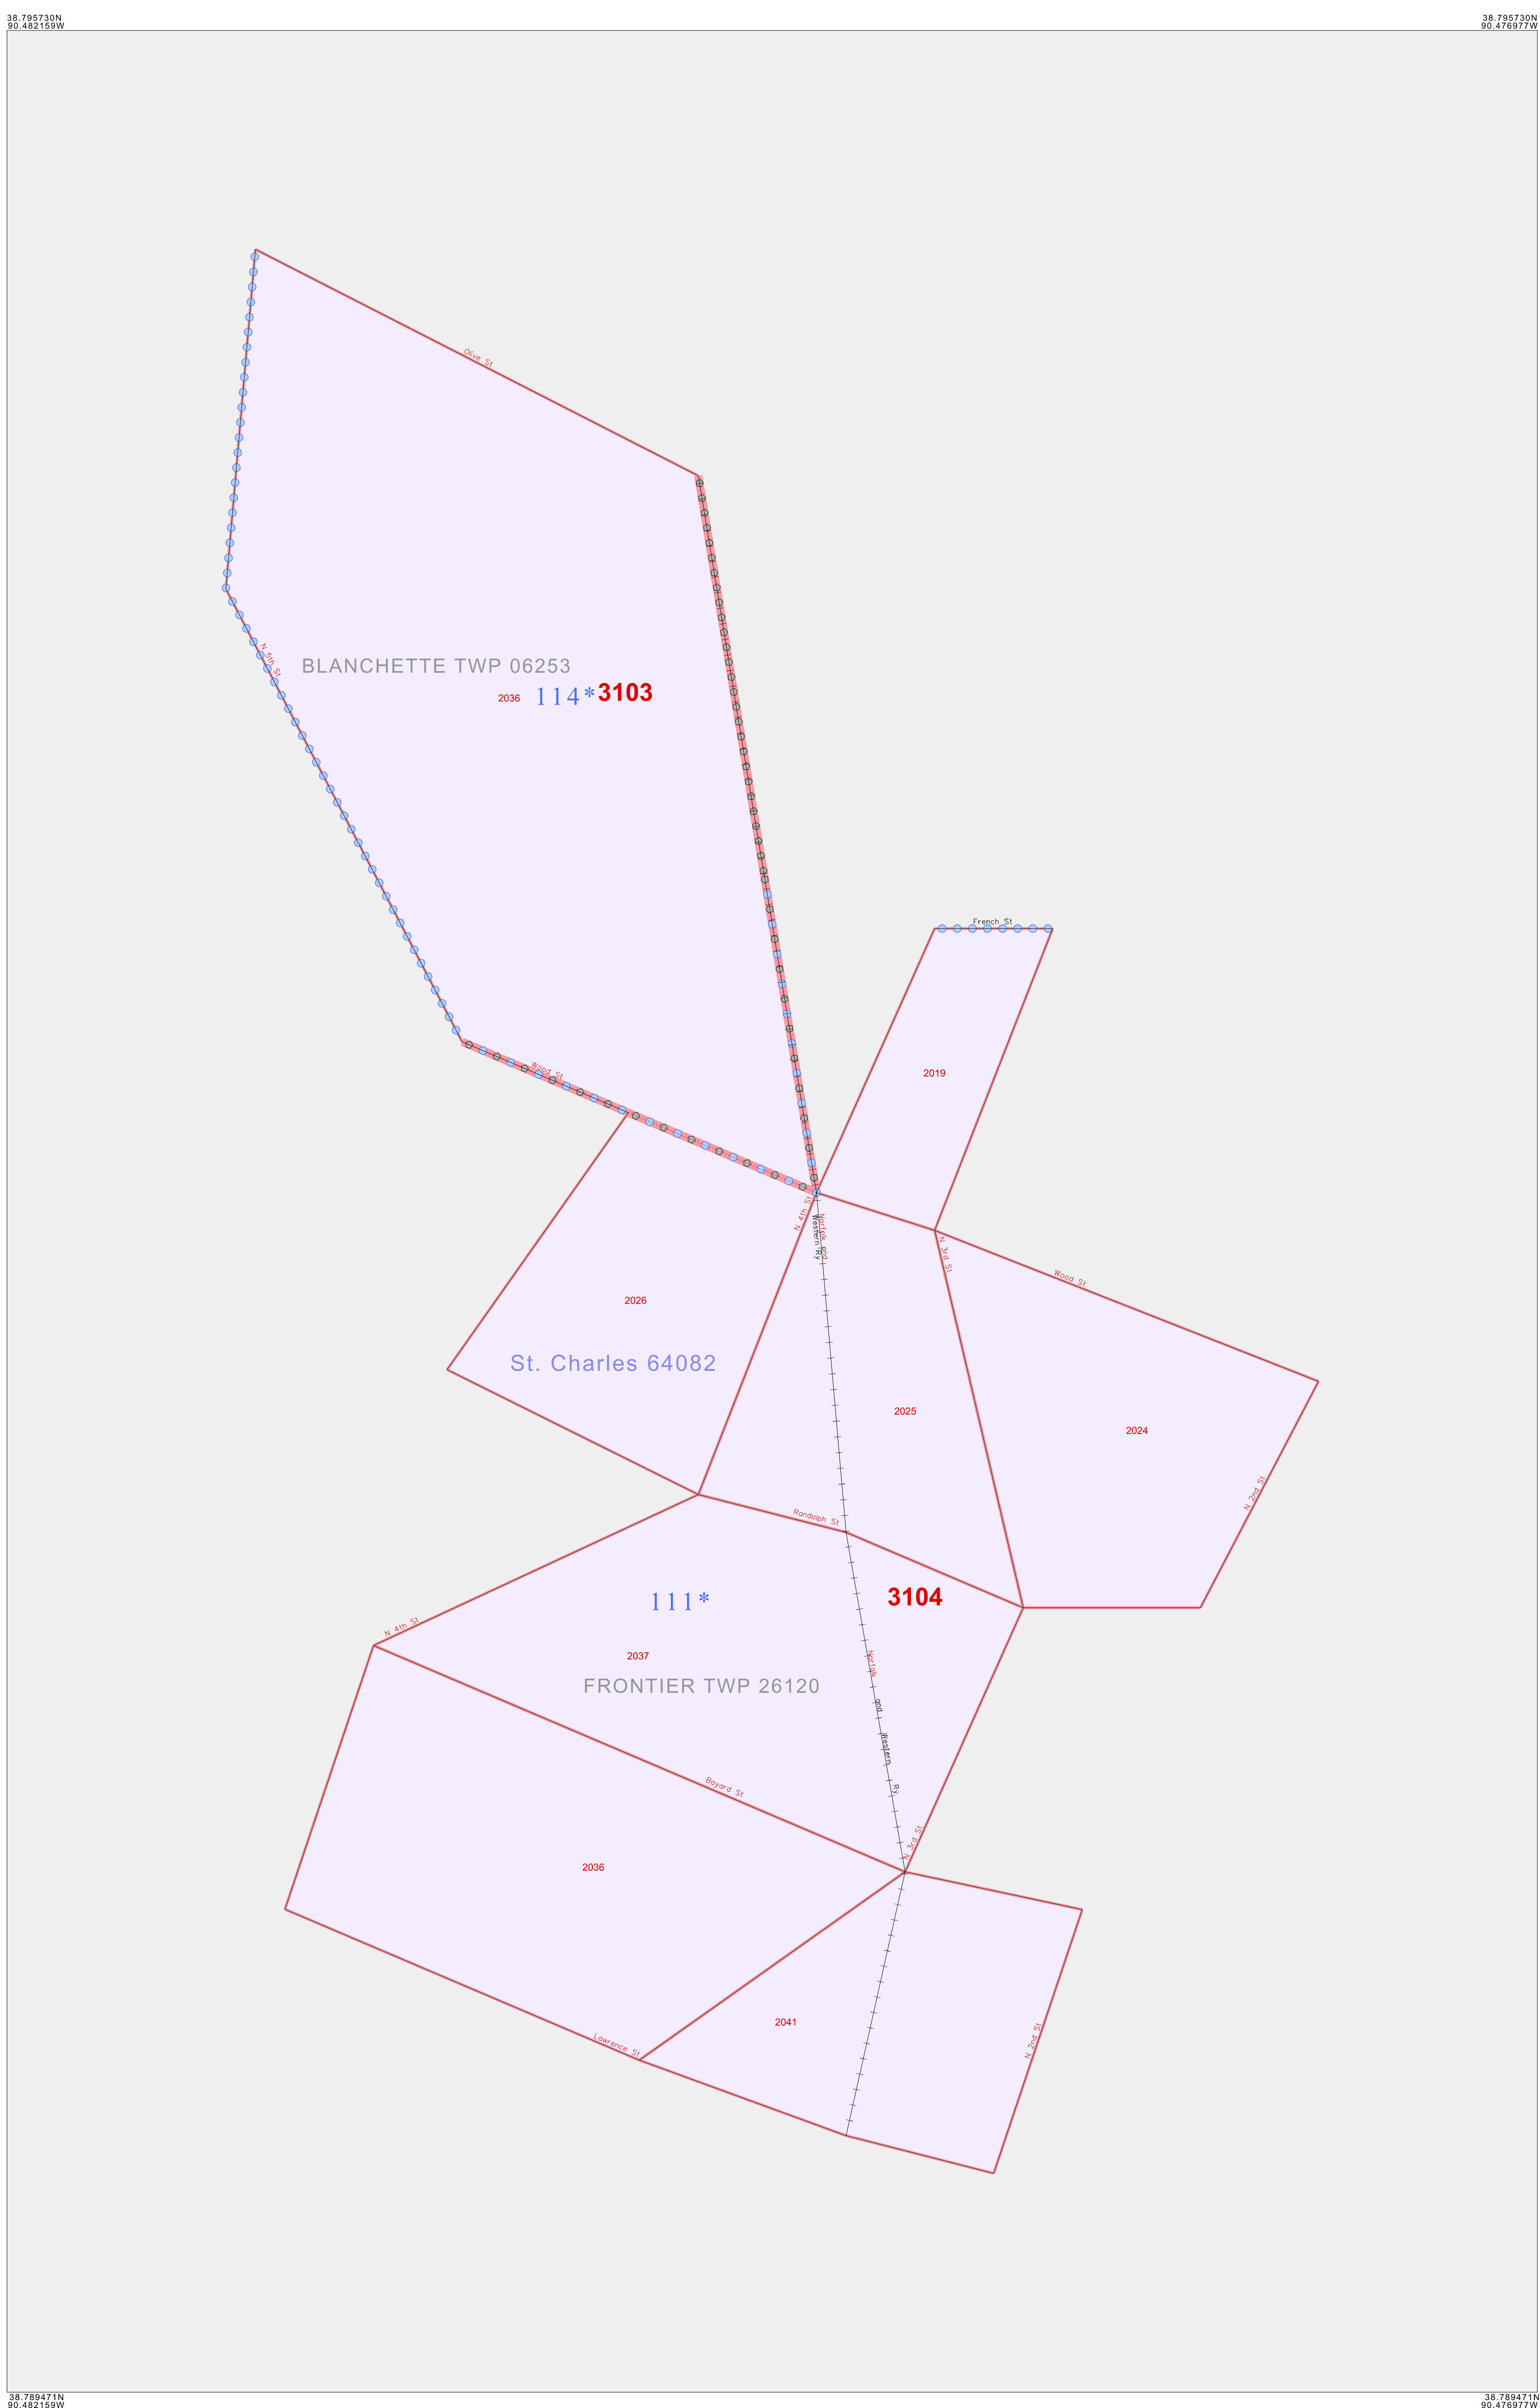 38.795730N
90.482159W
38.795730N
90.476977W
Olive St
N 5th St
BLANCHETTE TWP 06253
2036
114*
3103
French St
Wood St
2019
N 4th St
Norfolk and
Western Ry
N 3rd St
Wood St
2026
St. Charles 64082
2025
2024
N 2nd St
Randolph St
111*
3104
N 4th St
2037
Norfolk
and
Western
Ry
FRONTIER TWP 26120
Bayard St
N 3rd St
2036
2041
N 2nd St
Lawrence St
38.789471N
90.482159W
38.789471N
90.476977W